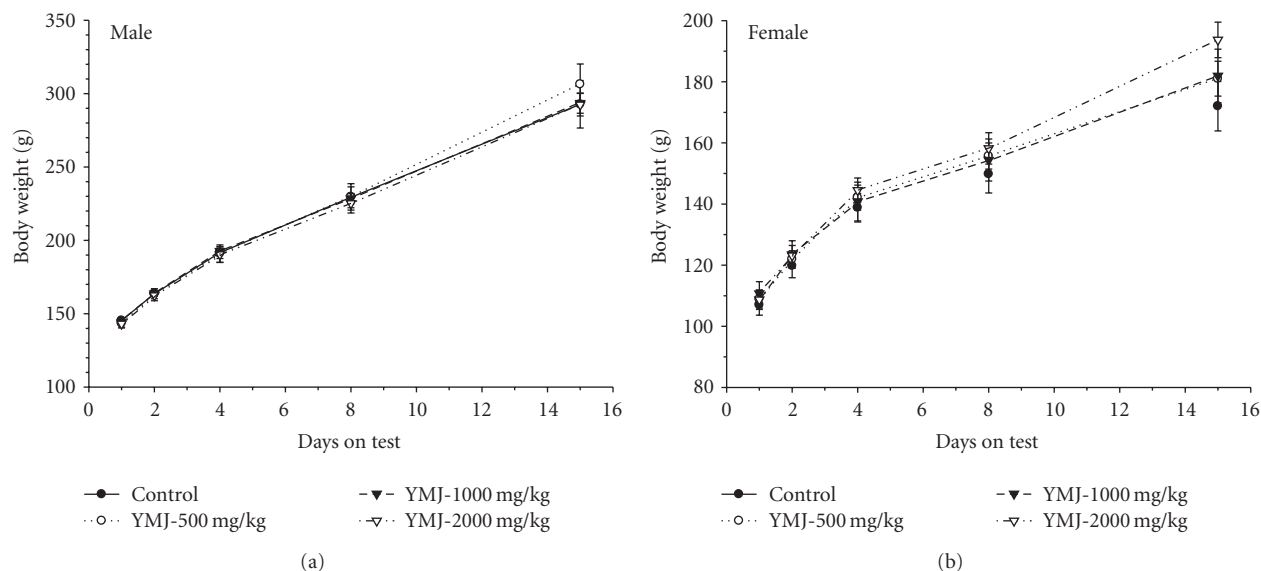 Male
Body weight (g)
350
300
250
200
150
100
0 2 4 6 8 10 12 14 16
Days on test
Control
YMJ-500 mg/kg
YMJ-1000 mg/kg
YMJ-2000 mg/kg
(a)
Female
Body weight (g)
200
180
160
140
120
100
80
0 2 4 6 8 10 12 14 16
Days on test
Control
YMJ-500 mg/kg
YMJ-1000 mg/kg
YMJ-2000 mg/kg
(b)